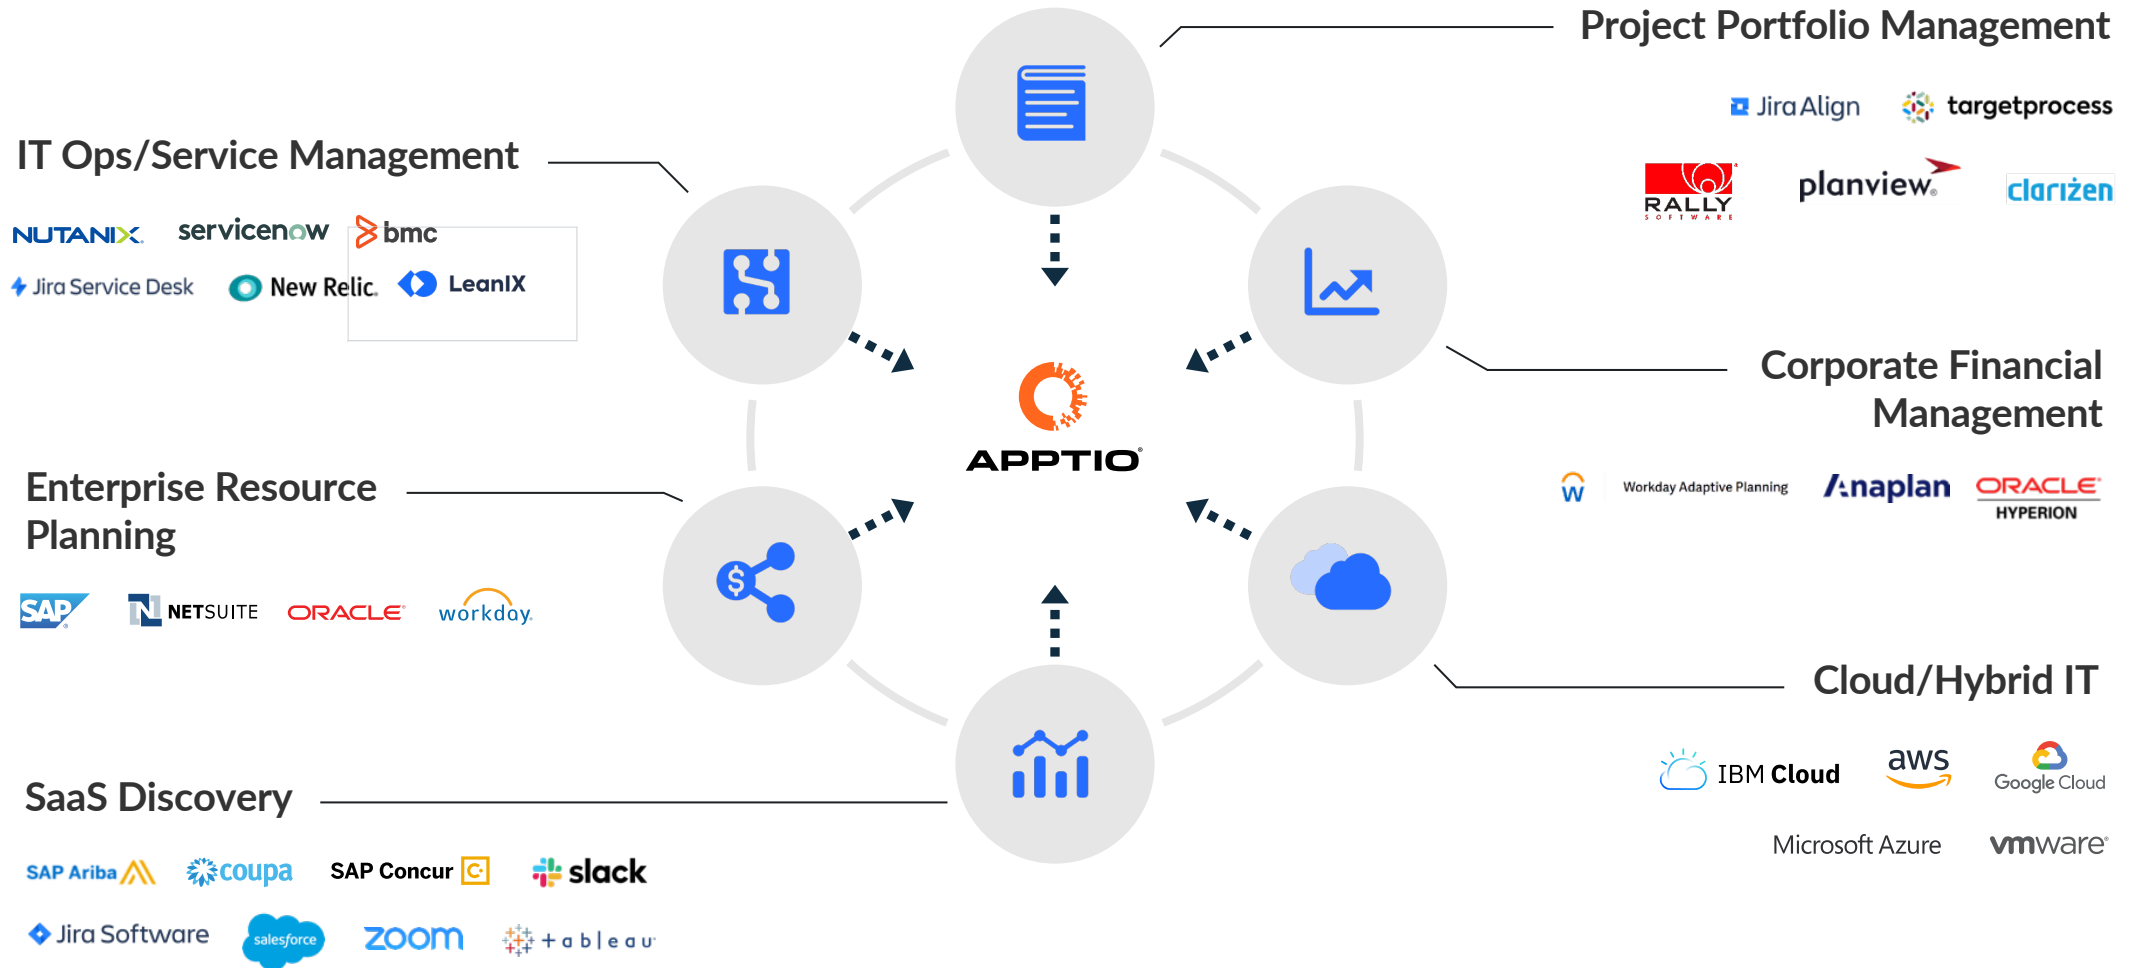 Project Portfolio Management
Jira Align
targetprocess
RALLY
SOFTWARE
planview®
clarizen
IT Ops/Service Management
NUTANIX
servicenow
bmc
Jira Service Desk
New Relic.
LeanIX
Corporate Financial
Management
W
Workday Adaptive Planning
Anaplan
ORACLE®
HYPERION
APPTIO®
Enterprise Resource
Planning
SAP®
N
NETSUITE
ORACLE®
workday.
$
Cloud/Hybrid IT
IBM Cloud
aws
Google Cloud
Microsoft Azure
vmware®
SaaS Discovery
SAP Ariba
coupa
SAP Concur C.
slack
Jira Software
salesforce
zoom
+ableau